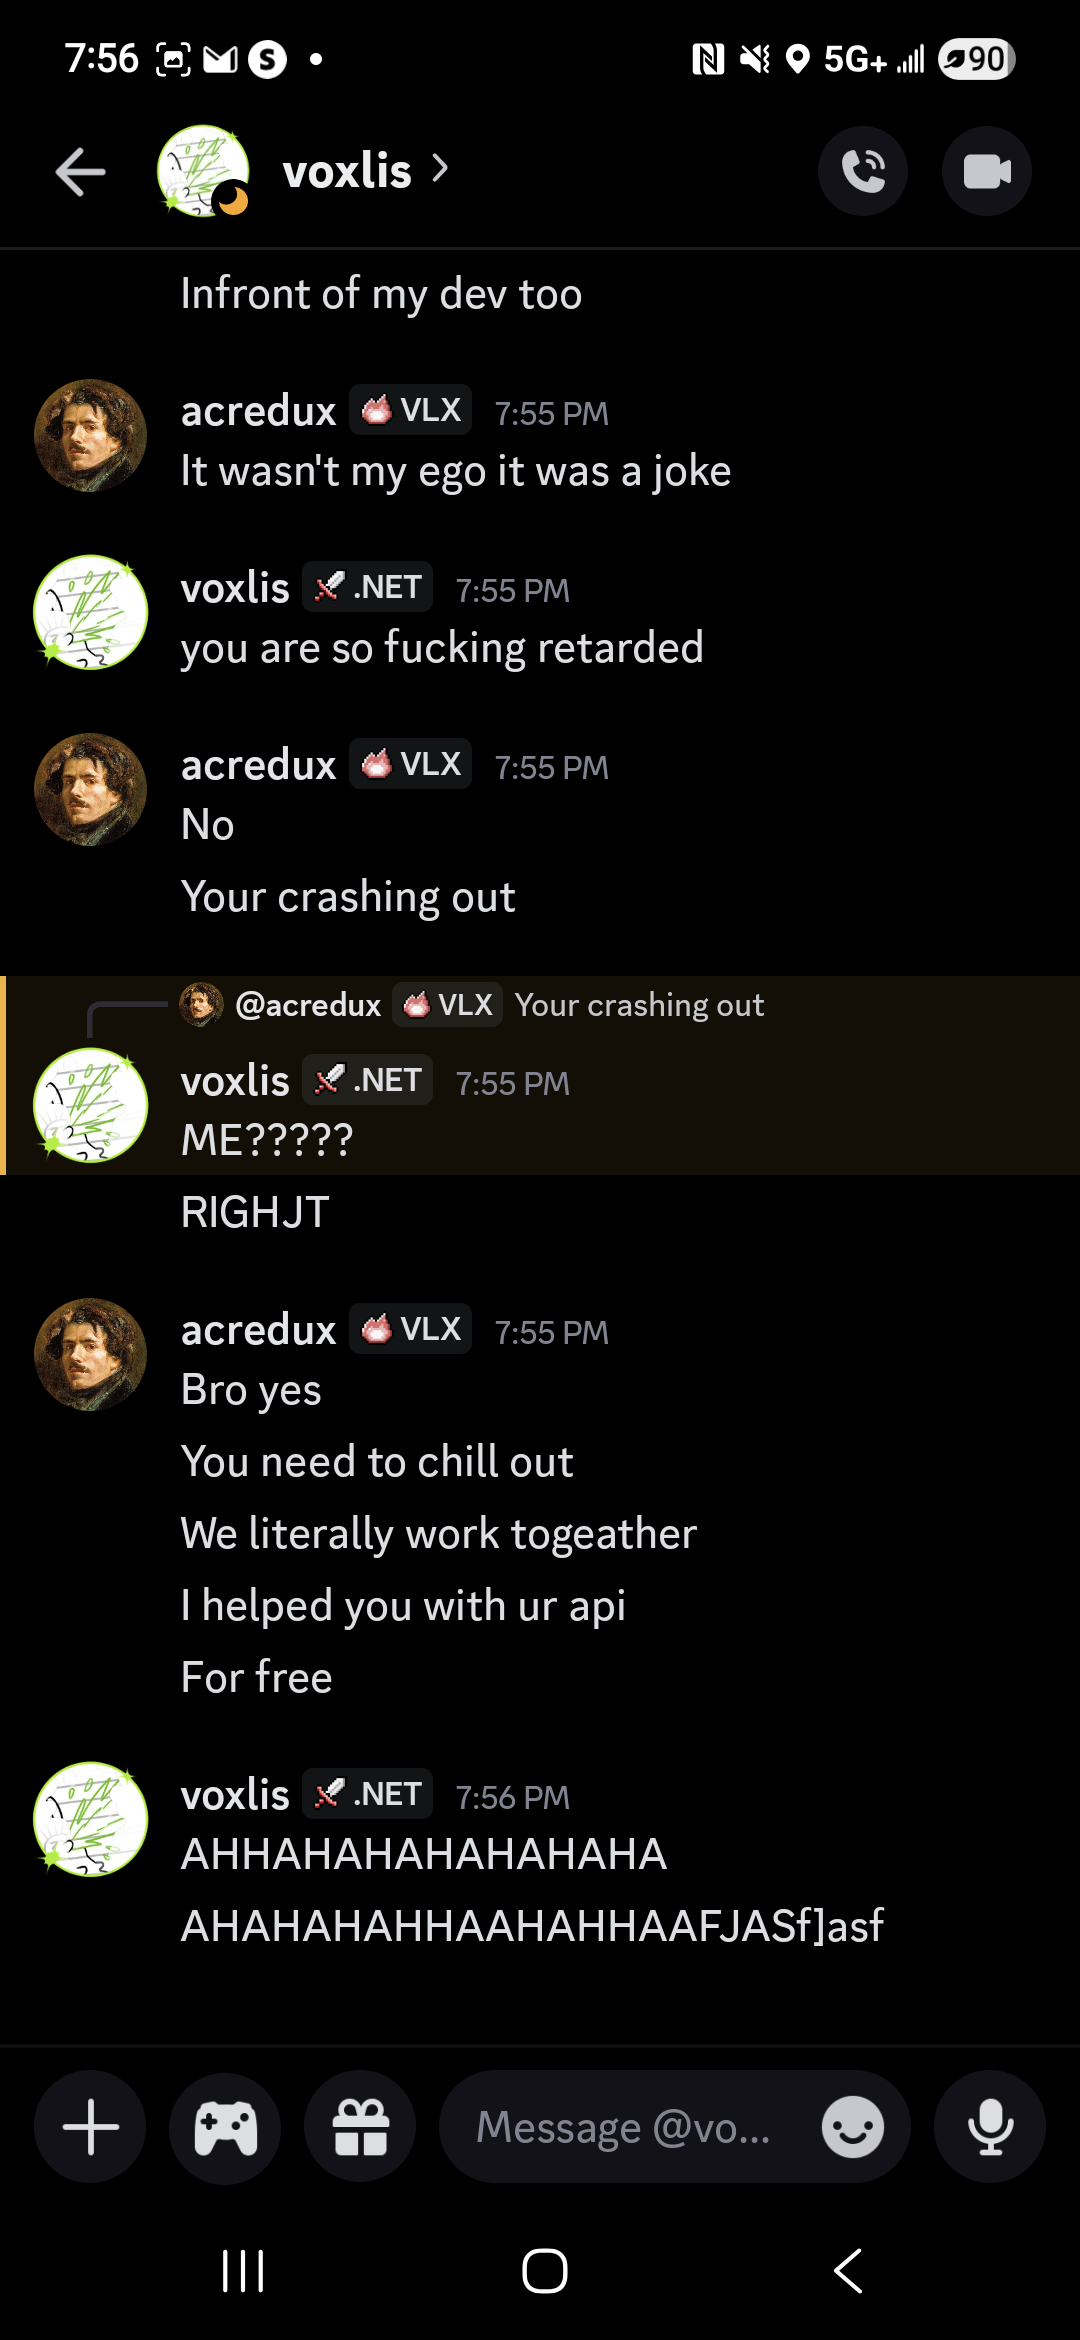 7:56 S 5G+ 90
voxlis
Infront of my dev too
acredux VLX 7:55 PM
It wasn't my ego it was a joke
voxlis .NET 7:55 PM
you are so fucking retarded
acredux VLX 7:55 PM
No
Your crashing out
@acredux VLX Your crashing out
voxlis .NET 7:55 PM
ME?????
RIGHJT
acredux VLX 7:55 PM
Bro yes
You need to chill out
We literally work togeather
I helped you with ur api
For free
voxlis .NET 7:56 PM
AHHAHAHAHAHAHAHA
AHAHAHAHHAAHAHHAAFJASf]asf
Message @vo...